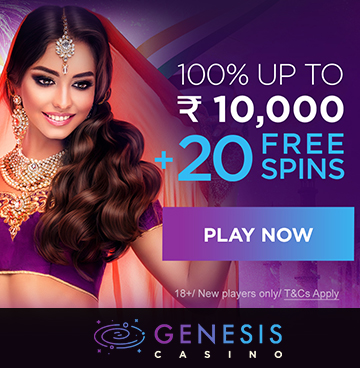 100% UP TO
₹ 10,000
+20 FREE SPINS
PLAY NOW
18+/ New players only/ T&Cs Apply
GENESIS
CASINO